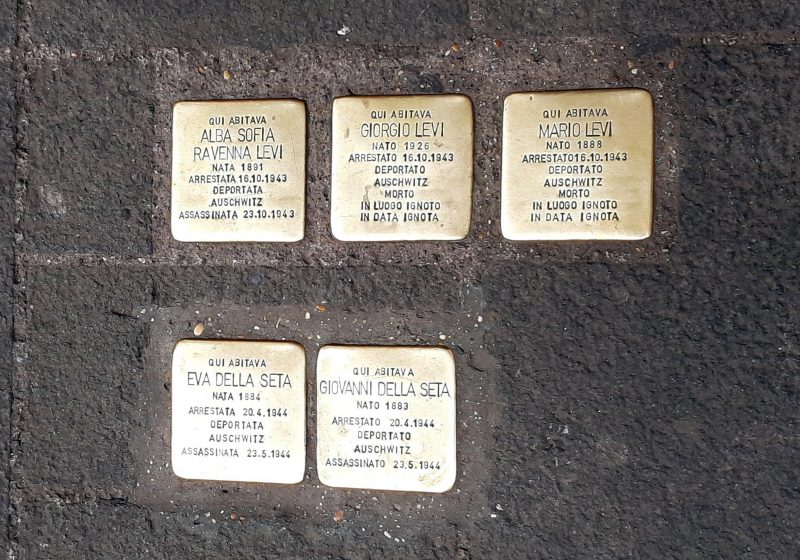 QUI ABITAVA
ALBA SOFIA
RAVENNA LEVI
NATA 1891
ARRESTATA 16.10.1943
DEPORTATA
AUSCHWITZ
ASSASSINATA 23.10.1943
QUI ABITAVA
GIORGIO LEVI
NATO 1926
ARRESTATO 16.10.1943
DEPORTATO
AUSCHWITZ
MORTO
IN LUOGO IGNOTO
IN DATA IGNOTA
QUI ABITAVA
MARIO LEVI
NATO 1888
ARRESTATO 16.10.1943
DEPORTATO
AUSCHWITZ
MORTO
IN LUOGO IGNOTO
IN DATA IGNOTA
QUI ABITAVA
EVA DELLA SETA
NATA 1884
ARRESTATA 20.4.1944
DEPORTATA
AUSCHWITZ
ASSASSINATA 23.5.1944
QUI ABITAVA
GIOVANNI DELLA SETA
NATO 1883
ARRESTATO 20.4.1944
DEPORTATO
AUSCHWITZ
ASSASSINATO 23.5.1944